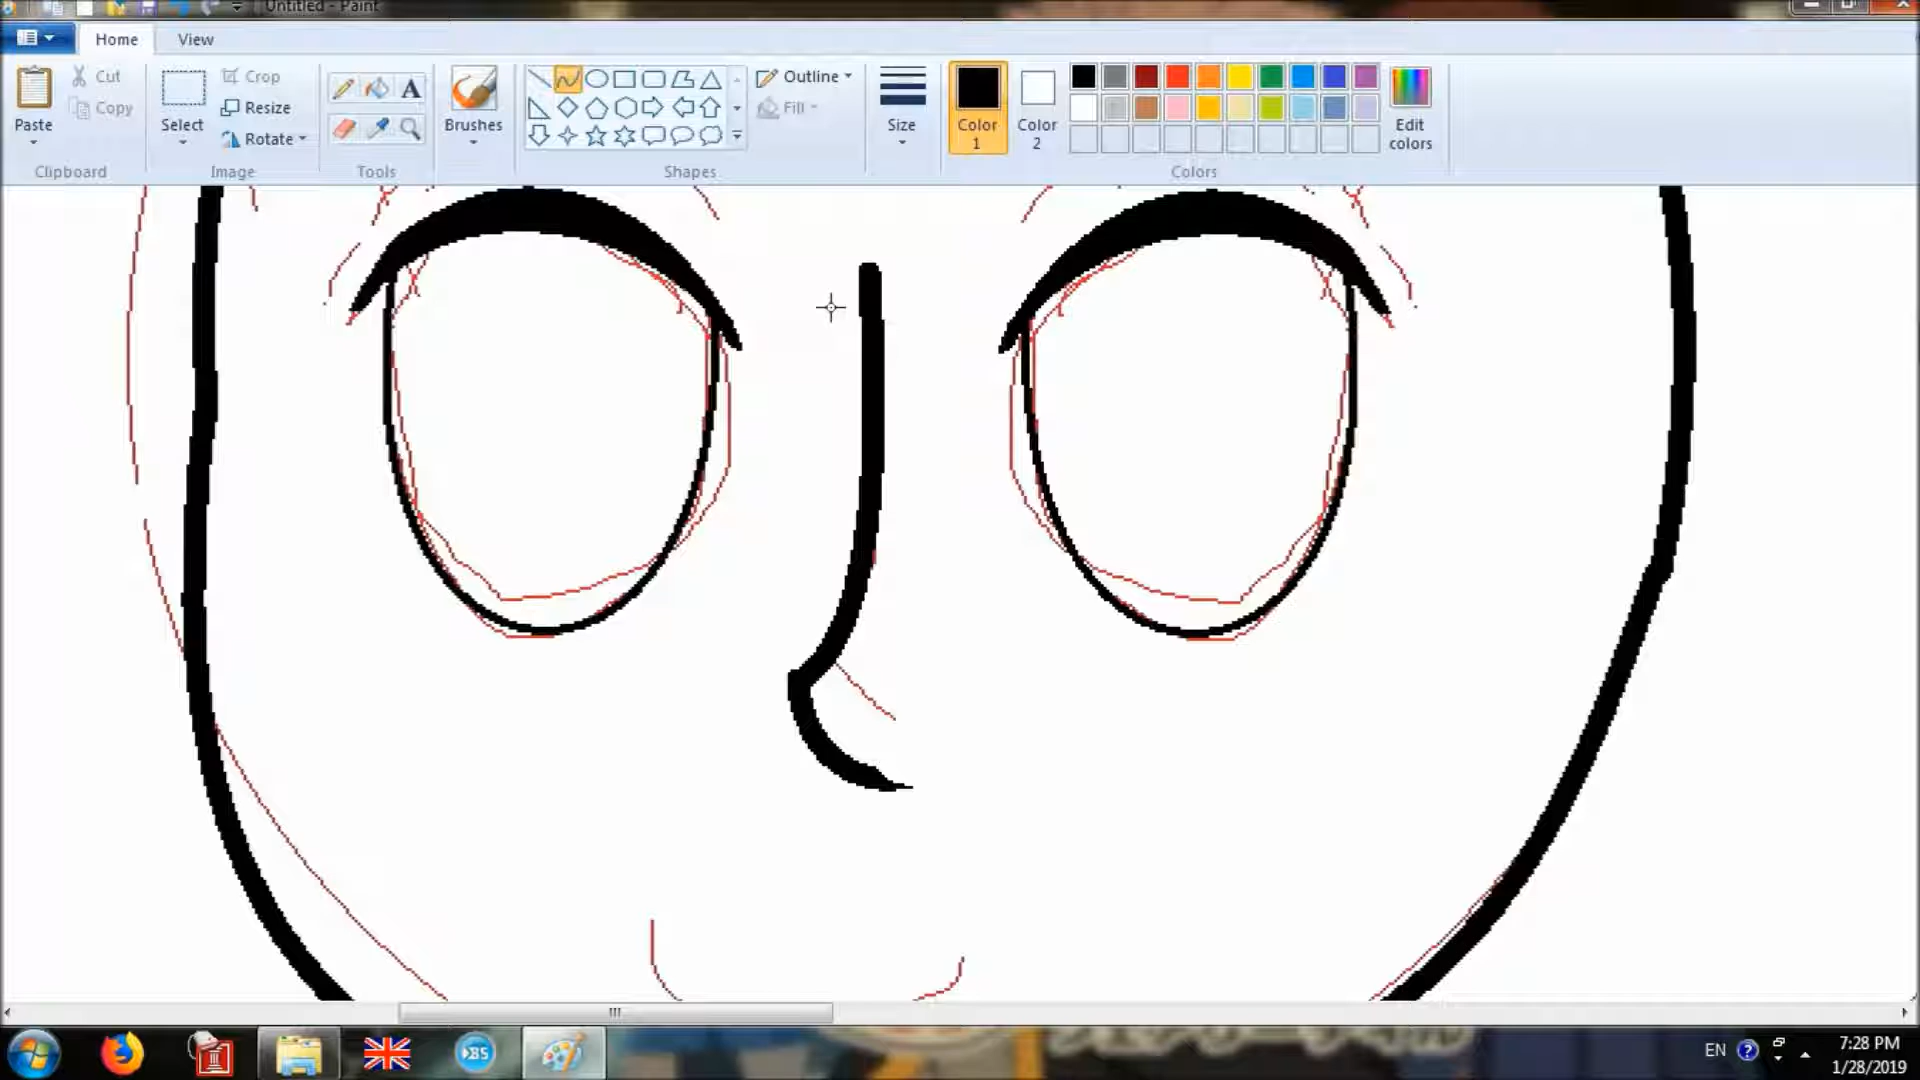 Untitled - Paint
Home View
Paste
Cut
Copy
Clipboard
Select
Crop
Resize
Rotate
Image
Tools
Brushes
Outline
Fill
Shapes
Size
Color 1
Color 2
Edit colors
Colors
BS
EN
7:28 PM
1/28/2019